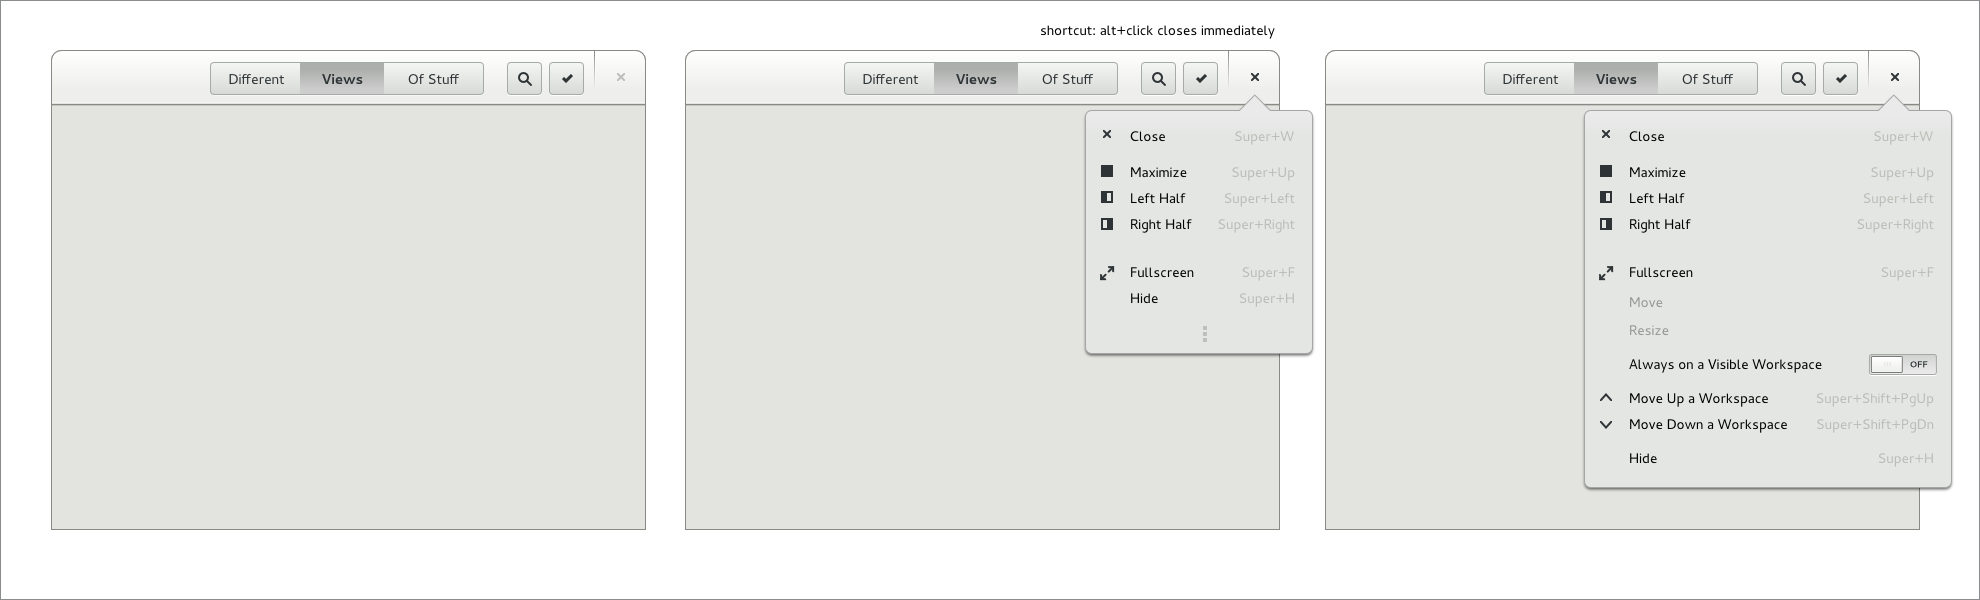 shortcut: alt+click closes immediately
Different Views Of Stuff
Different Views Of Stuff
Close Super+W
Maximize Super+Up
Left Half Super+Left
Right Half Super+Right
Fullscreen Super+F
Hide Super+H
Different Views Of Stuff
Close Super+W
Maximize Super+Up
Left Half Super+Left
Right Half Super+Right
Fullscreen Super+F
Move
Resize
Always on a Visible Workspace OFF
Move Up a Workspace Super+Shift+PgUp
Move Down a Workspace Super+Shift+PgDn
Hide Super+H